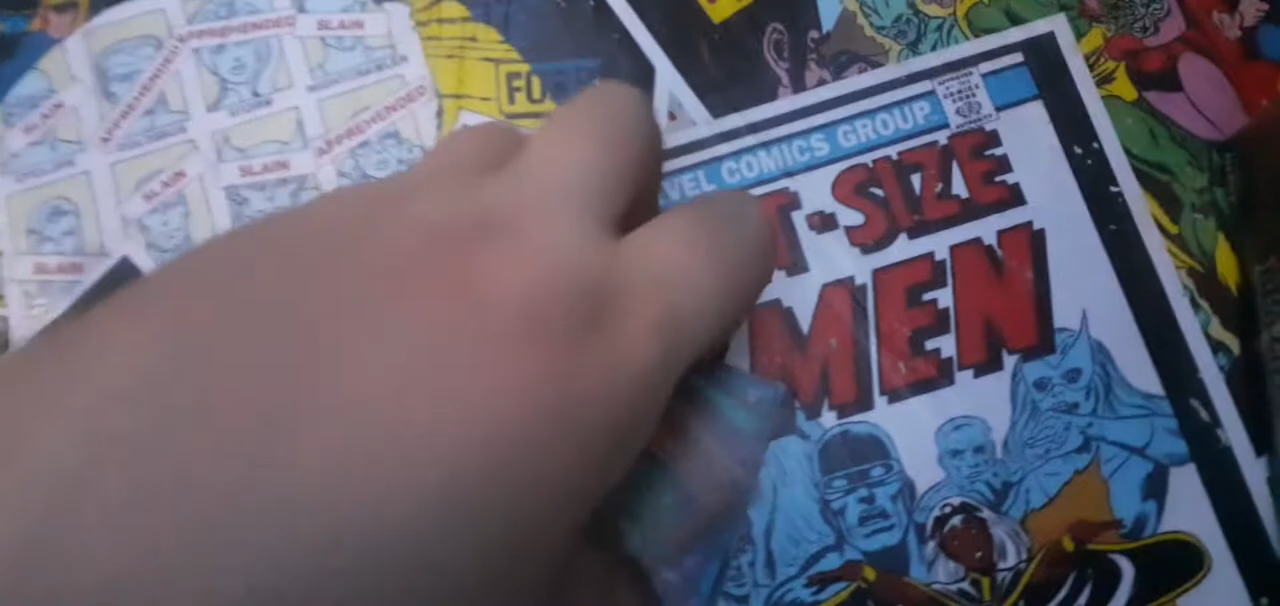 SLAIN
APPREHENDED
APPREHENDED
SLAIN
SLAIN
SLAIN
APPREHENDED
SLAIN
FO
VEL COMICS GROUP
APPROVED
BY THE
COMICS
CODE
AUTHORITY
T-SIZE
MEN